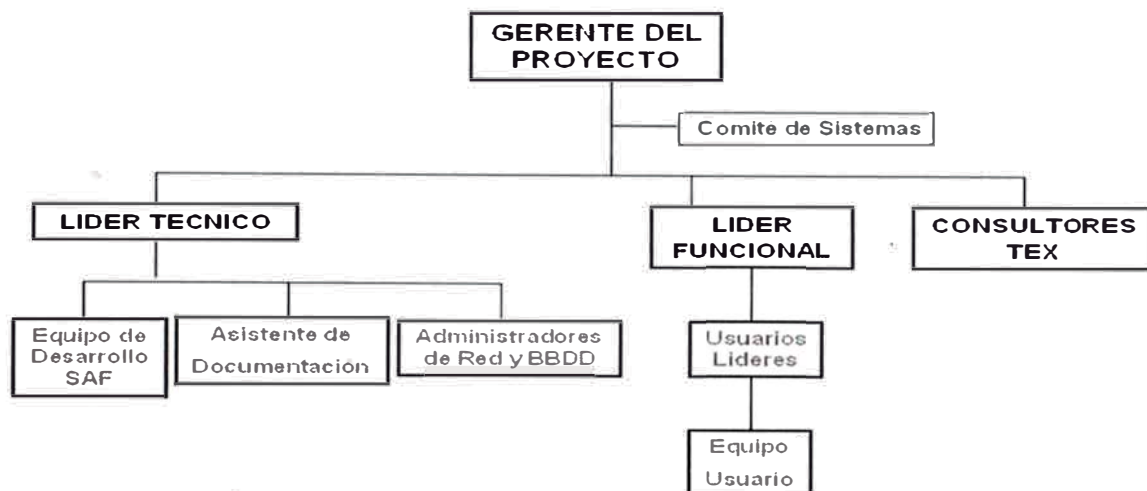 GERENTE DEL
PROYECTO
Comite de Sistemas
LIDER TECNICO
LIDER
FUNCIONAL
CONSULTORES
TEX
Equipo de
Desarrollo
SAF
Asistente de
Documentación
Administradores
de Red y BBDD
Usuarios
Lideres
Equipo
Usuario